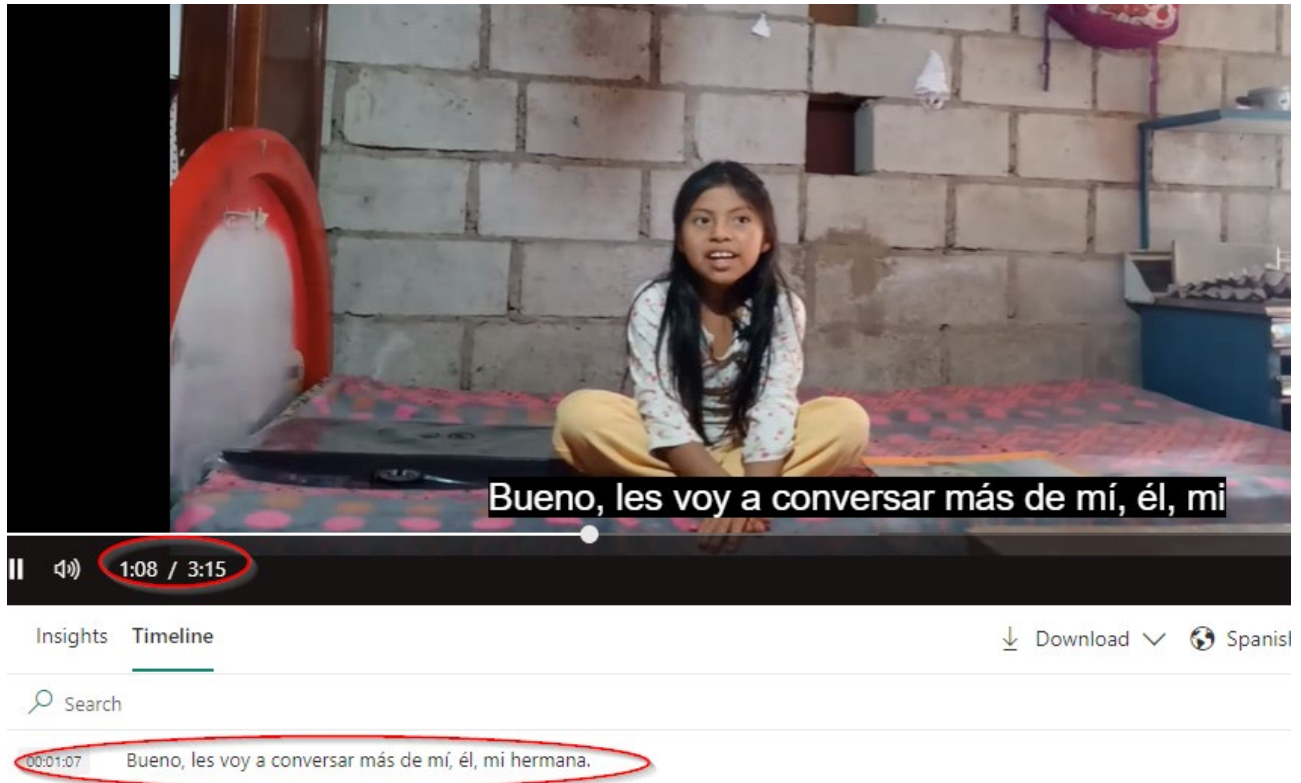 Bueno, les voy a conversar más de mí, él, mi
1:08 / 3:15
Insights Timeline Download Spanish
Search
00:01:07 Bueno, les voy a conversar más de mí, él, mi hermana.